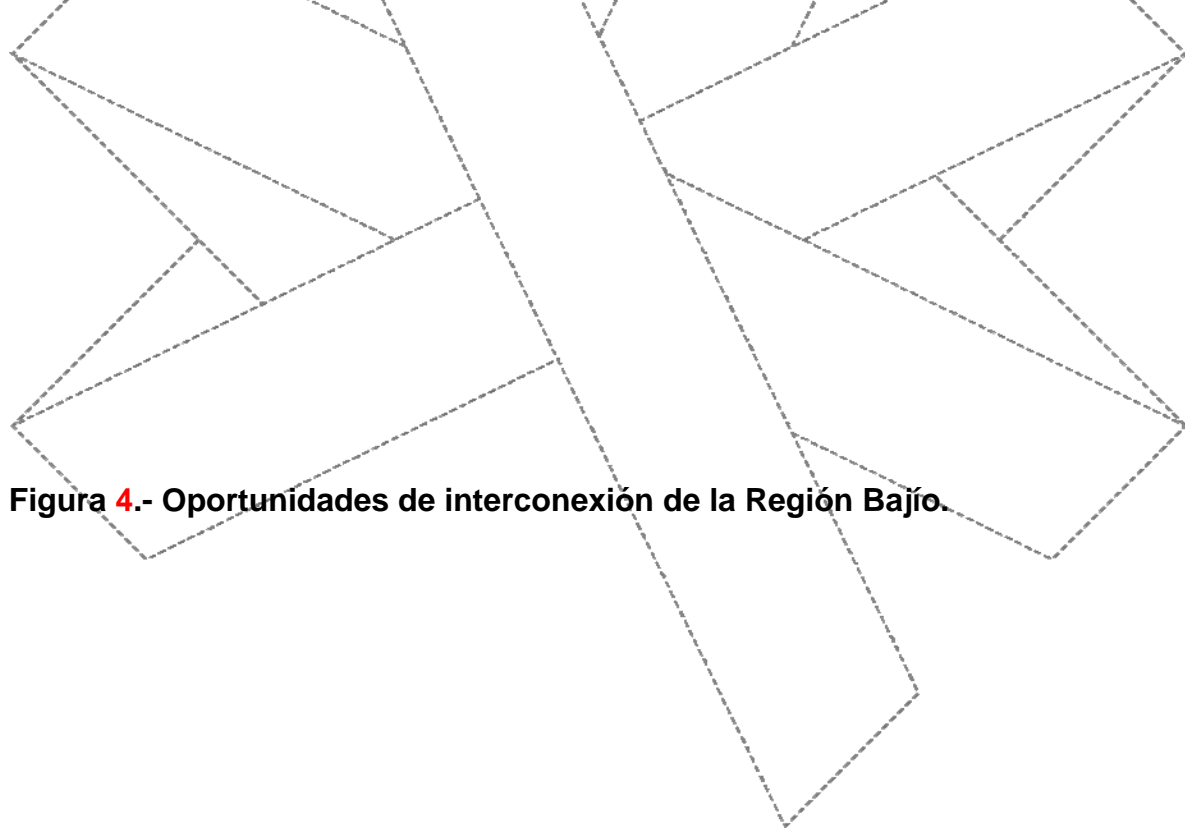 Figura 4.- Oportunidades de interconexión de la Región Bajío.